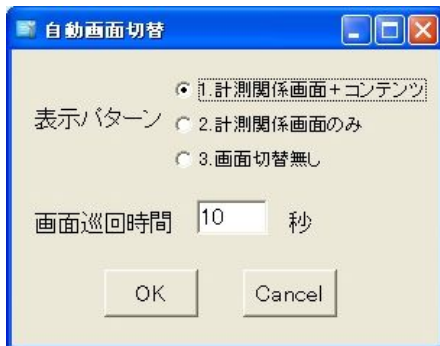 自動画面切替
1.計測関係画面+コンテンツ
表示パターン
2.計測関係画面のみ
3.画面切替無し
画面巡回時間 10 秒
OK Cancel